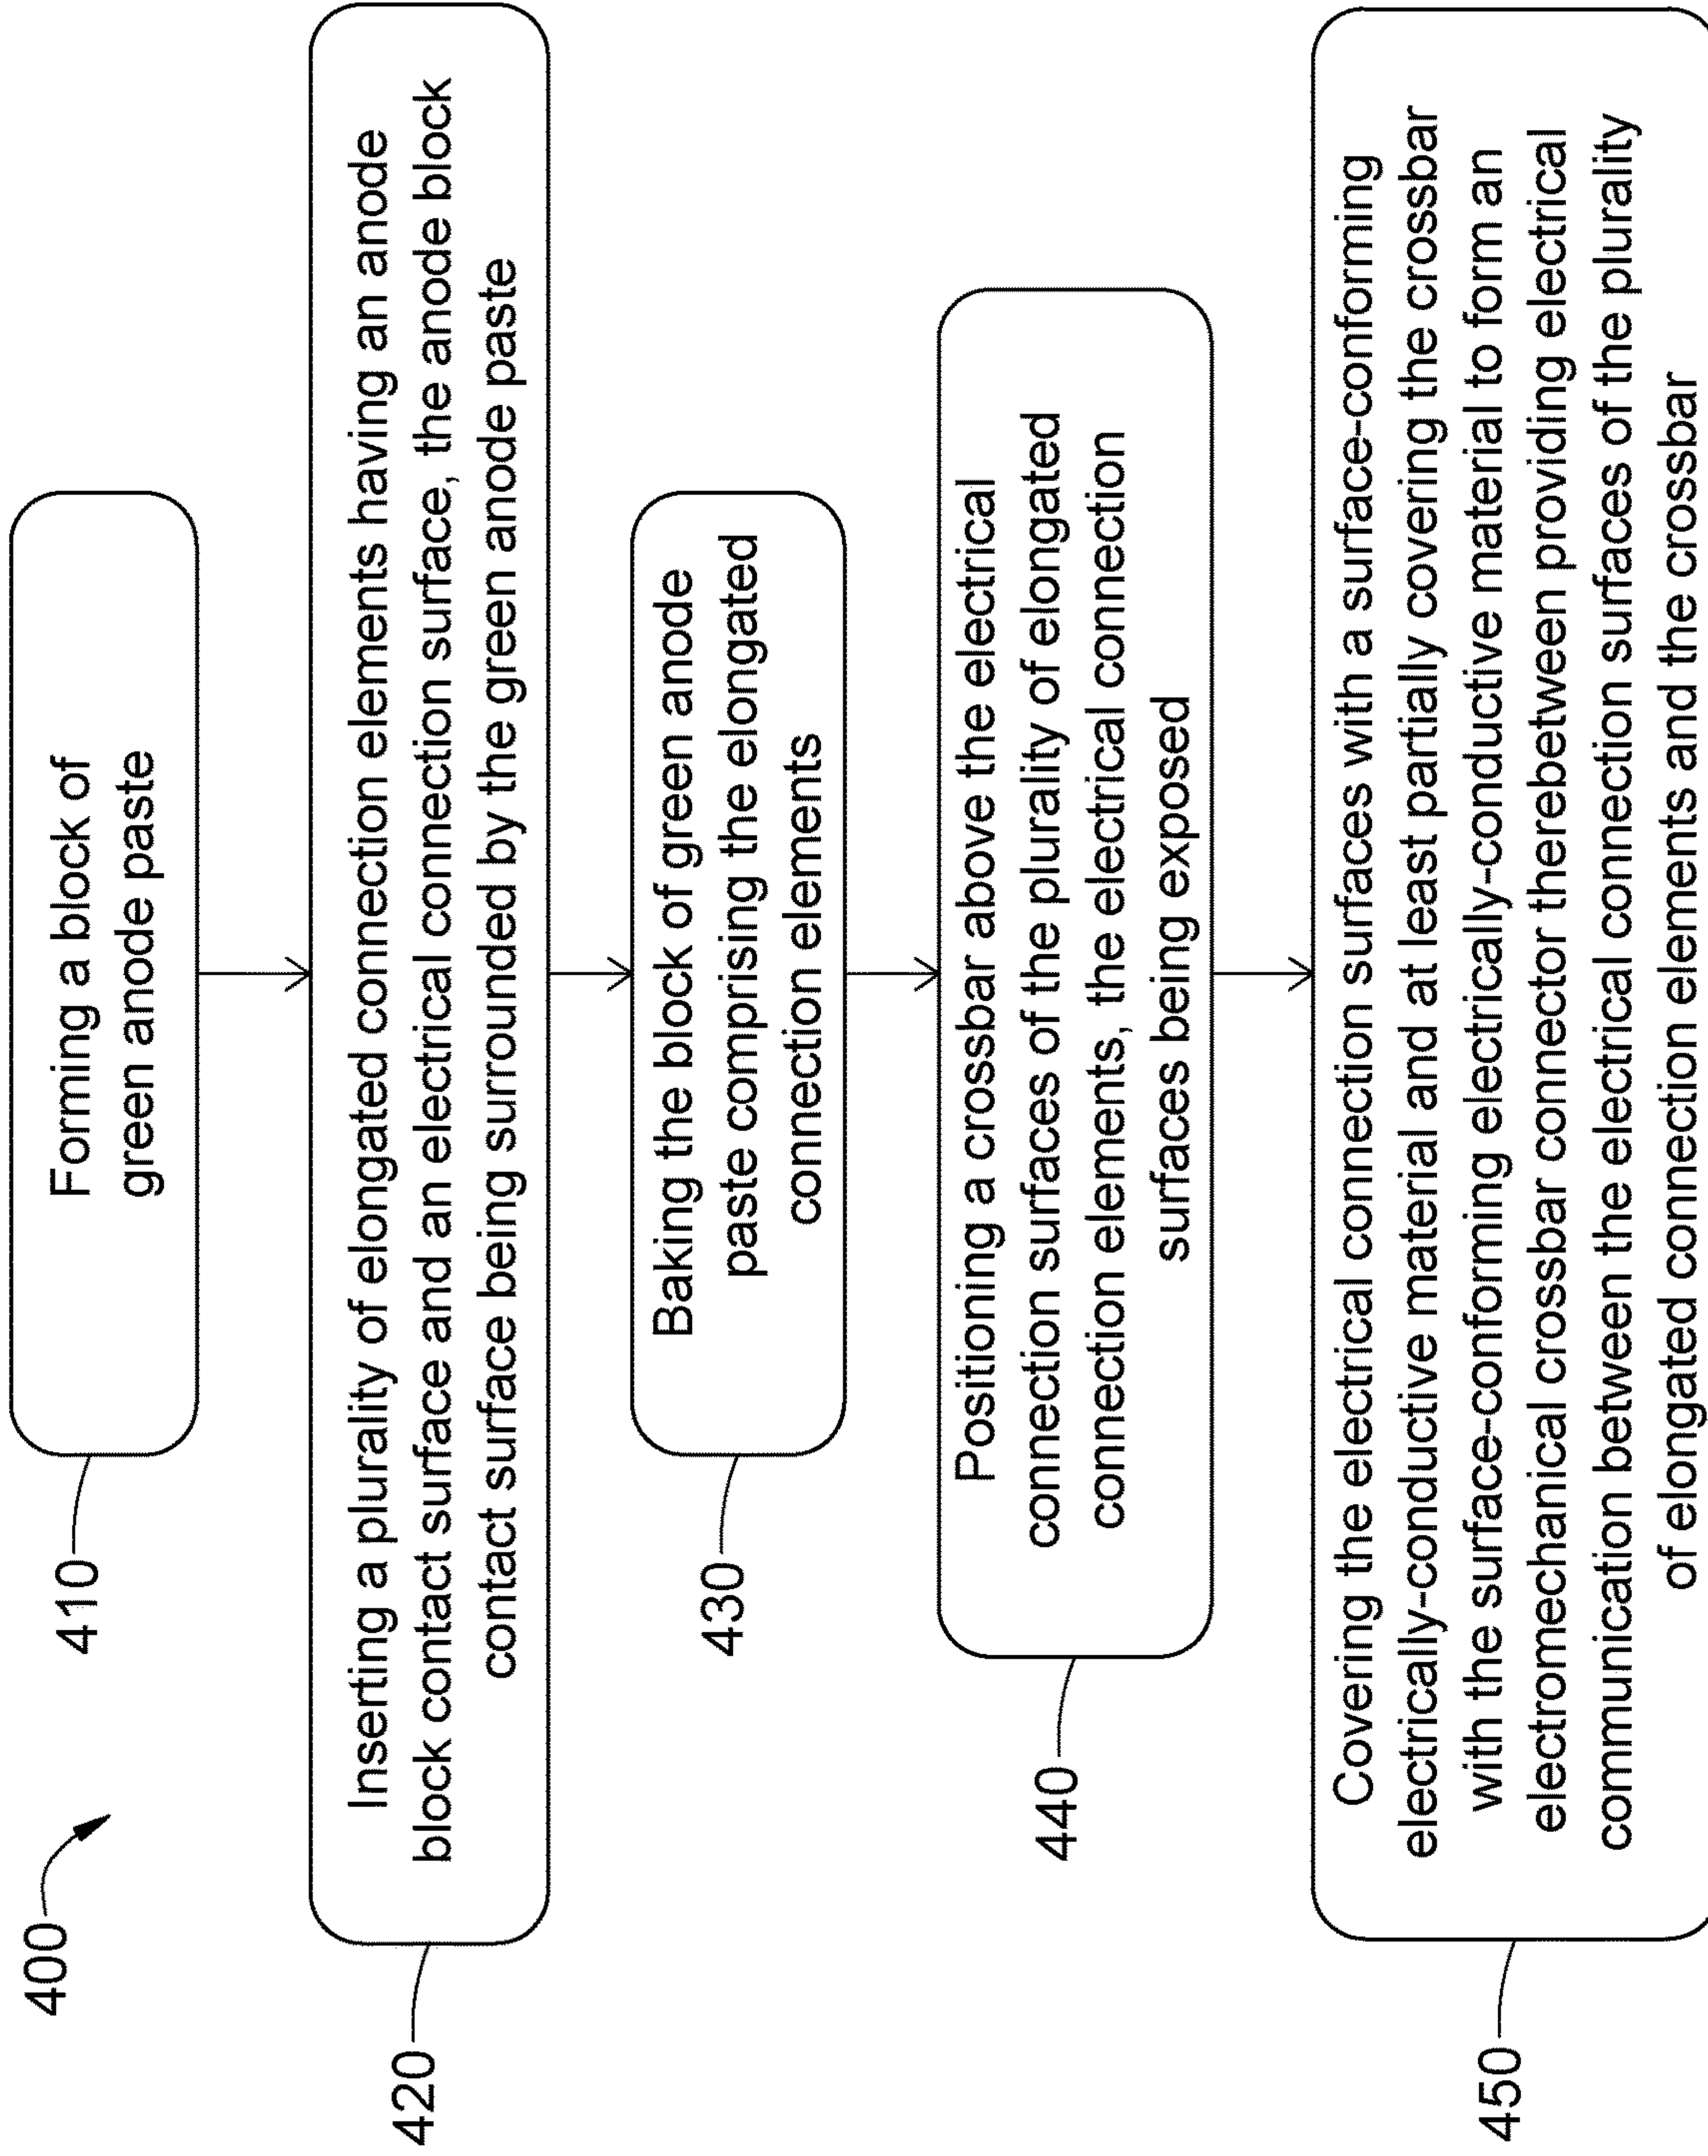 400
410
Forming a block of
green anode paste
420
Inserting a plurality of elongated connection elements having an anode
block contact surface and an electrical connection surface, the anode block
contact surface being surrounded by the green anode paste
430
Baking the block of green anode
paste comprising the elongated
connection elements
440
Positioning a crossbar above the electrical
connection surfaces of the plurality of elongated
connection elements, the electrical connection
surfaces being exposed
450
Covering the electrical connection surfaces with a surface-conforming
electrically-conductive material and at least partially covering the crossbar
with the surface-conforming electrically-conductive material to form an
electromechanical crossbar connector therebetween providing electrical
communication between the electrical connection surfaces of the plurality
of elongated connection elements and the crossbar